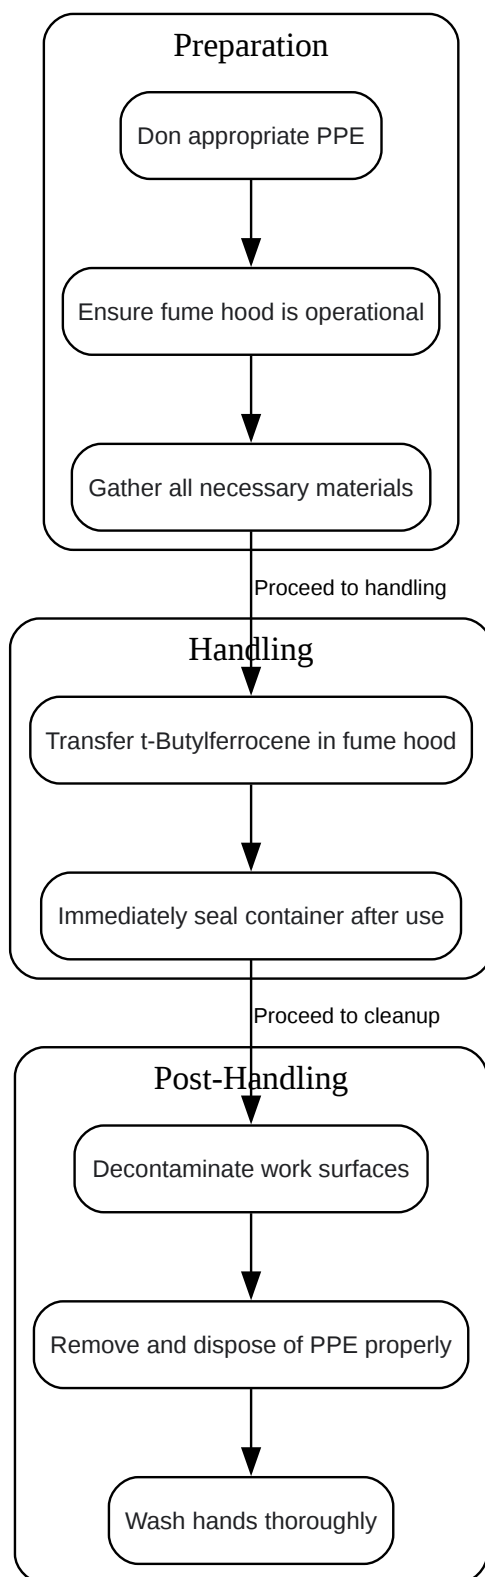 Preparation
Don appropriate PPE
Ensure fume hood is operational
Gather all necessary materials
Proceed to handling
Handling
Transfer t-Butylferrocene in fume hood
Immediately seal container after use
Proceed to cleanup
Post-Handling
Decontaminate work surfaces
Remove and dispose of PPE properly
Wash hands thoroughly